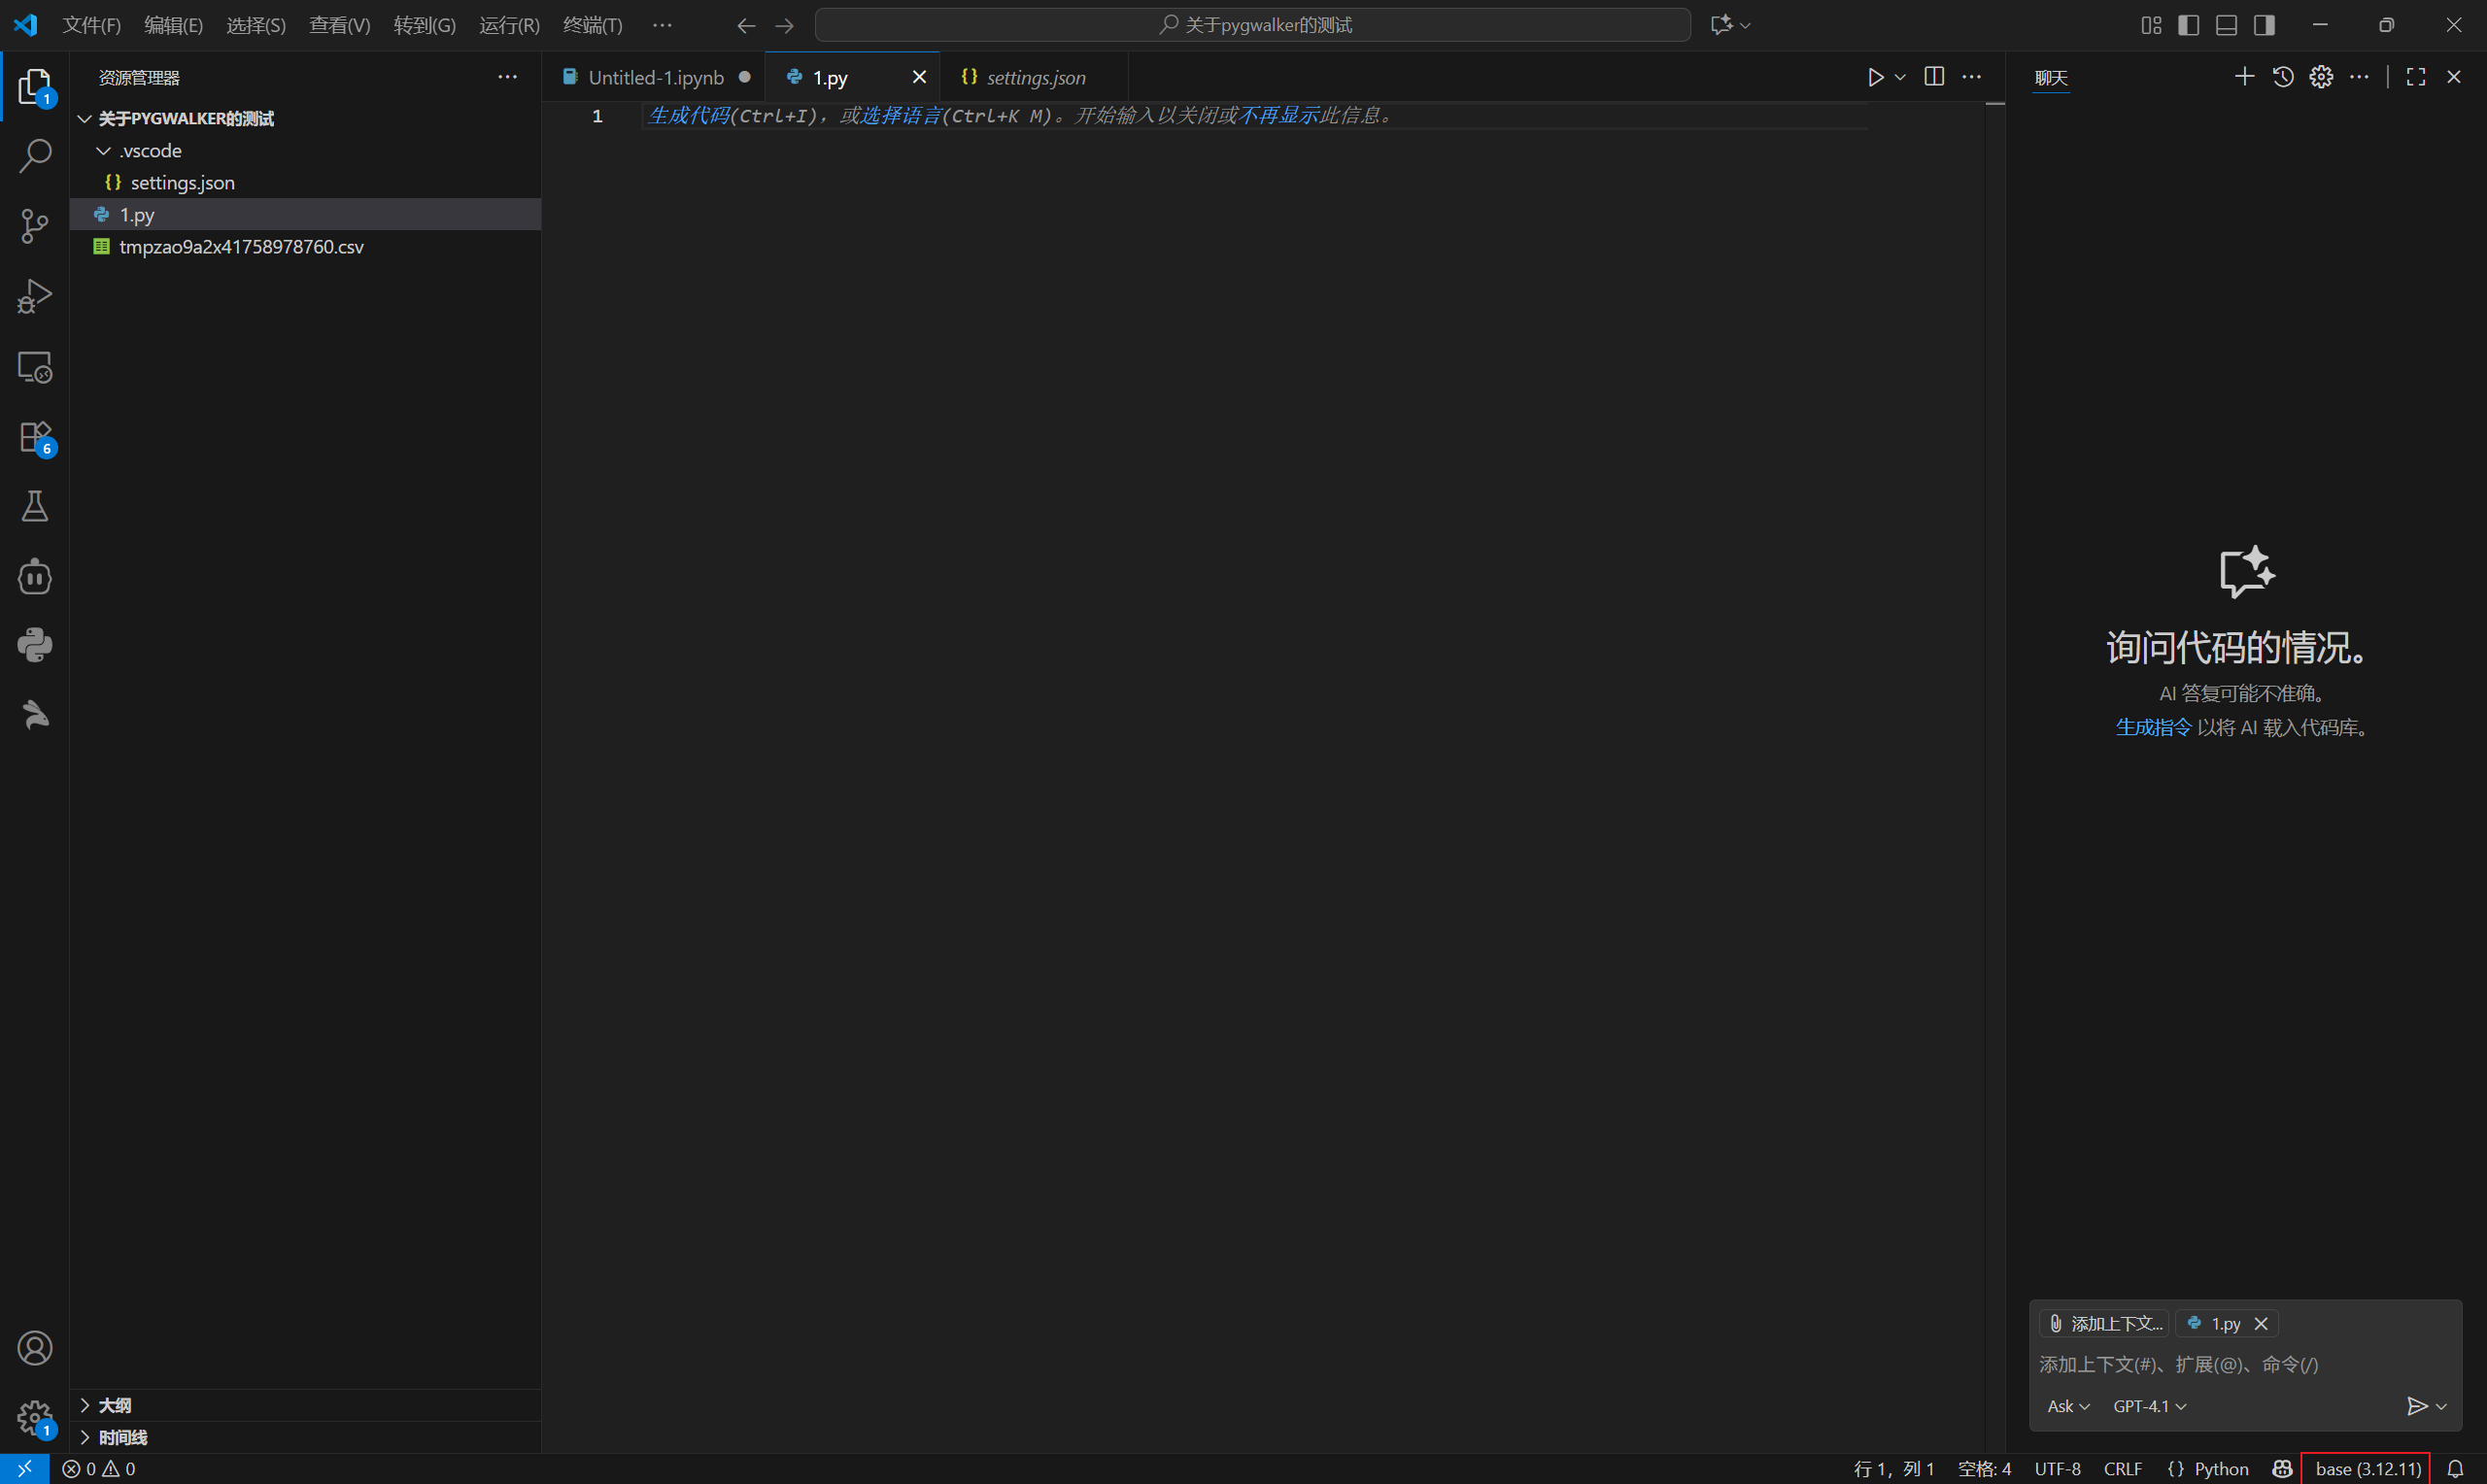 文件(F) 编辑(E) 选择(S) 查看(V) 转到(G) 运行(R) 终端(T) ··· 关于pygwalker的测试
资源管理器 ···
关于PYGWALKER的测试
.vscode
{} settings.json
1.py
tmpzao9a2x41758978760.csv
1
6
Untitled-1.ipynb 1.py {} settings.json ···
1 生成代码(Ctrl+I)，或选择语言(Ctrl+K M)。开始输入以关闭或不再显示此信息。
聊天 ···
询问代码的情况。
AI 答复可能不准确。
生成指令 以将 AI 载入代码库。
添加上下文... 1.py
添加上下文(#)、扩展(@)、命令(/)
Ask GPT-4.1
大纲
时间线
1
0 0 行 1，列 1 空格: 4 UTF-8 CRLF {} Python base (3.12.11)